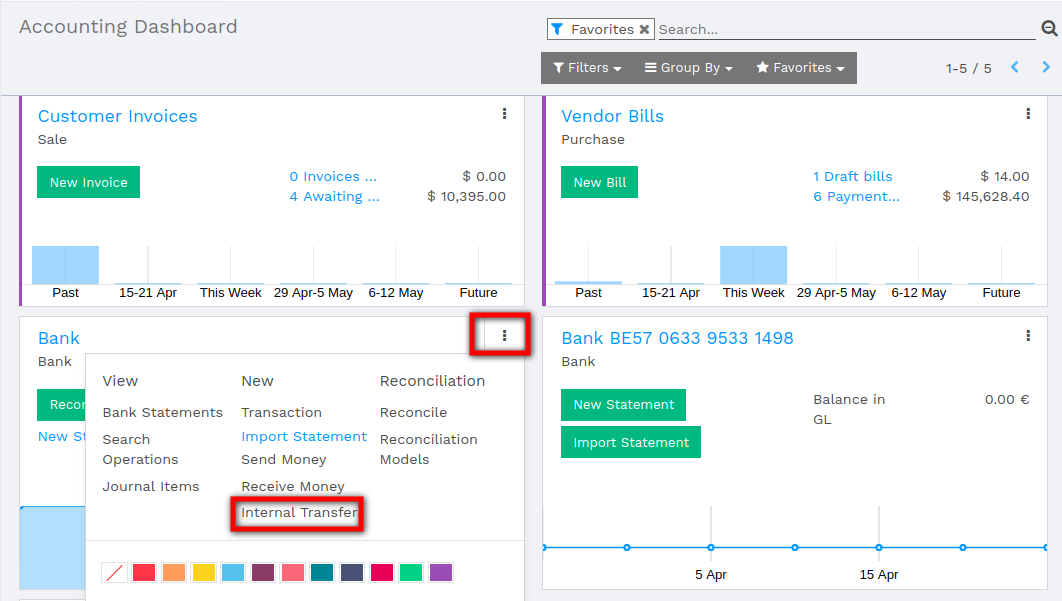 Accounting Dashboard
Favorites
Search...
Filters
Group By
Favorites
1-5 / 5
Customer Invoices
Sale
New Invoice
0 Invoices ...
$ 0.00
4 Awaiting ...
$ 10,395.00
Past
15-21 Apr
This Week
29 Apr-5 May
6-12 May
Future
Vendor Bills
Purchase
New Bill
1 Draft bills
$ 14.00
6 Payment...
$ 145,628.40
Past
15-21 Apr
This Week
29 Apr-5 May
6-12 May
Future
Bank
Bank
Recon
New St
View
Bank Statements
Search
Operations
Journal Items
New
Transaction
Import Statement
Send Money
Receive Money
Internal Transfer
Reconciliation
Reconcile
Reconciliation
Models
Bank BE57 0633 9533 1498
Bank
New Statement
Import Statement
Balance in
GL
0.00 €
5 Apr
15 Apr